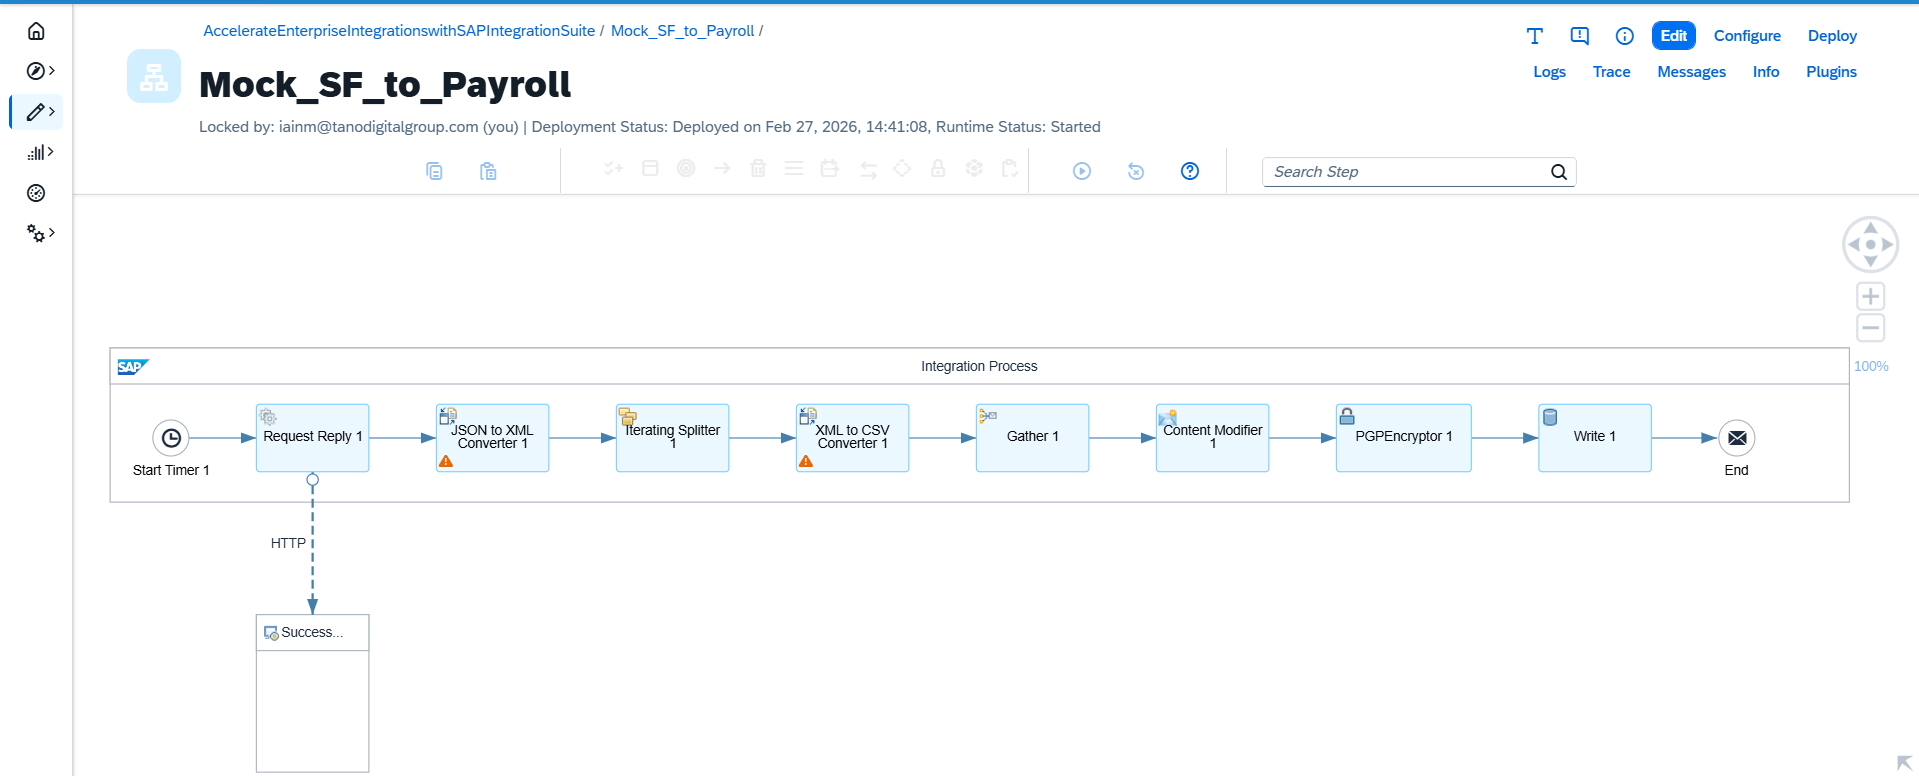 AccelerateEnterpriseIntegrationswithSAPIntegrationSuite / Mock_SF_to_Payroll /
Edit Configure Deploy
Mock_SF_to_Payroll
Logs Trace Messages Info Plugins
Locked by: iainm@tanodigitalgroup.com (you) | Deployment Status: Deployed on Feb 27, 2026, 14:41:08, Runtime Status: Started
Search Step
SAP Integration Process
100%
Request Reply 1
JSON to XML
Converter 1
Iterating Splitter
1
XML to CSV
Converter 1
Gather 1
Content Modifier
1
PGPEncryptor 1
Write 1
Start Timer 1
End
HTTP
Success...